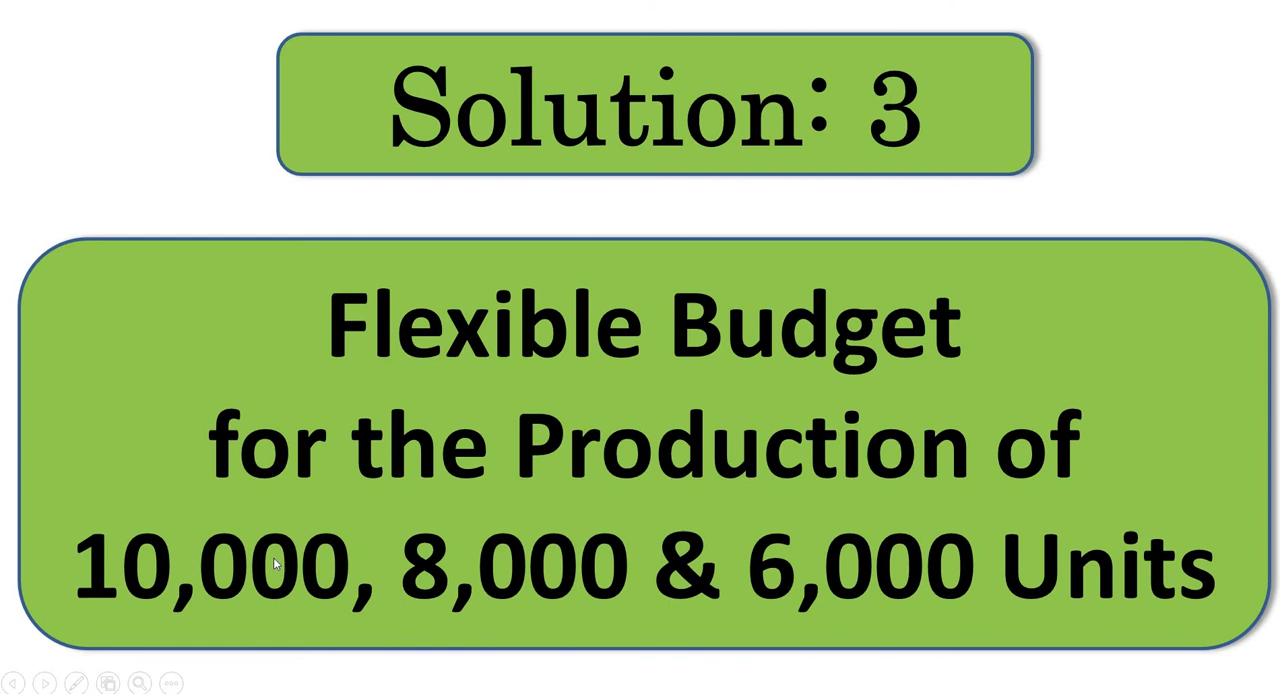 Solution: 3
Flexible Budget
for the Production of
10,000, 8,000 & 6,000 Units